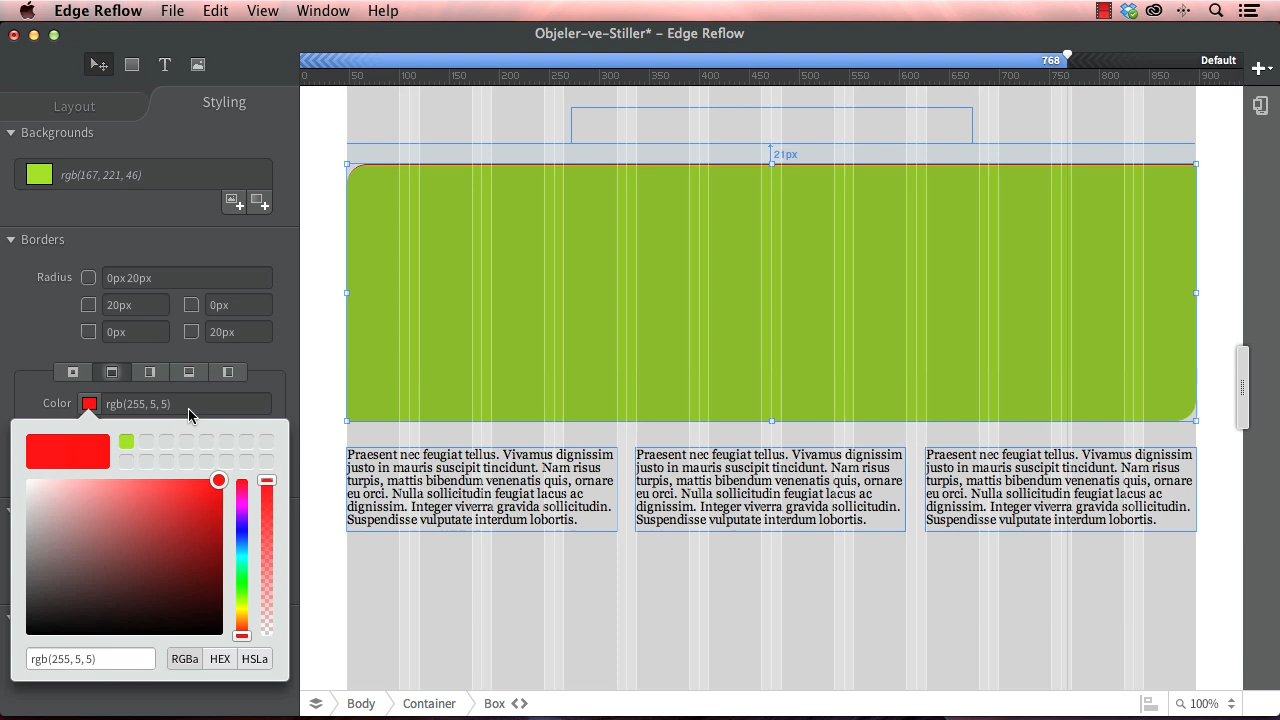 Edge Reflow File Edit View Window Help
Objeler-ve-Stiller* – Edge Reflow
768 Default
0 50 100 150 200 250 300 350 400 450 500 550 600 650 700 750 800 850 900
Layout Styling
Backgrounds
rgb(167, 221, 46)
Borders
Radius 0px20px
20px 0px
0px 20px
Color rgb(255, 5, 5)
rgb(255, 5, 5) RGBa HEX HSLa
21px
Praesent nec feugiat tellus. Vivamus dignissim
justo in mauris suscipit tincidunt. Nam risus
turpis, mattis bibendum venenatis quis, ornare
eu orci. Nulla sollicitudin feugiat lacus ac
dignissim. Integer viverra gravida sollicitudin.
Suspendisse vulputate interdum lobortis.
Praesent nec feugiat tellus. Vivamus dignissim
justo in mauris suscipit tincidunt. Nam risus
turpis, mattis bibendum venenatis quis, ornare
eu orci. Nulla sollicitudin feugiat lacus ac
dignissim. Integer viverra gravida sollicitudin.
Suspendisse vulputate interdum lobortis.
Praesent nec feugiat tellus. Vivamus dignissim
justo in mauris suscipit tincidunt. Nam risus
turpis, mattis bibendum venenatis quis, ornare
eu orci. Nulla sollicitudin feugiat lacus ac
dignissim. Integer viverra gravida sollicitudin.
Suspendisse vulputate interdum lobortis.
Body Container Box 100%